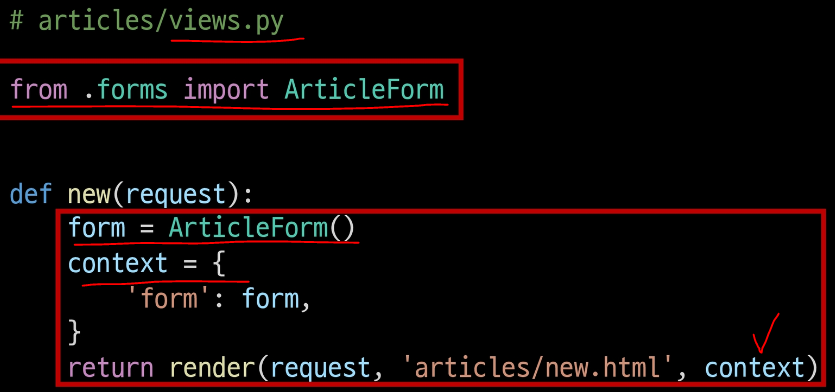 # articles/views.py
from .forms import ArticleForm
def new(request):
    form = ArticleForm()
    context = {
        'form': form,
    }
    return render(request, 'articles/new.html', context)